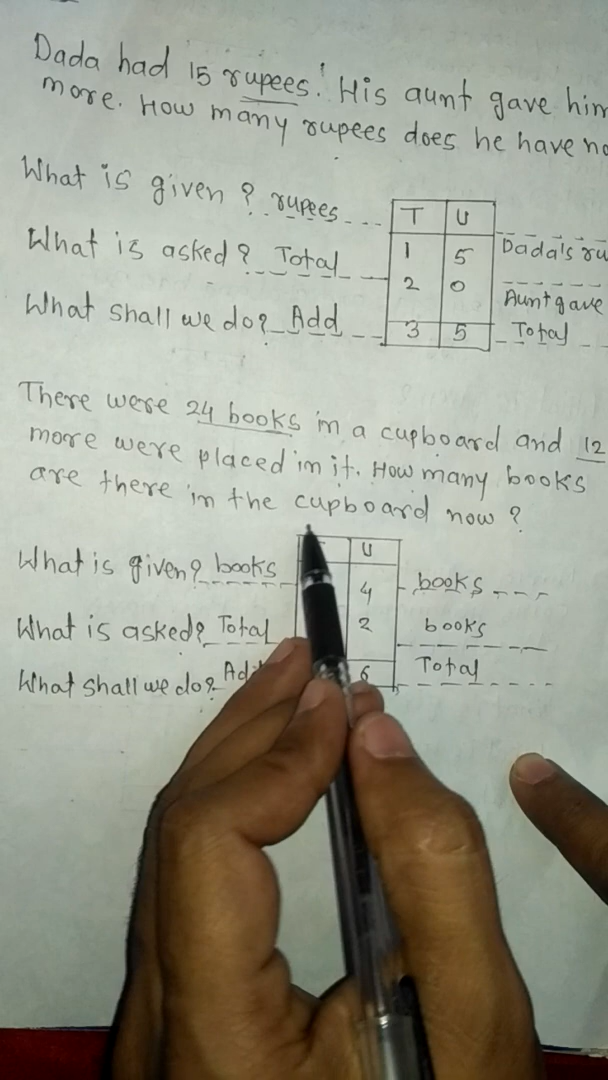 Dada had 15 rupees. His aunt gave him
more. How many rupees does he have
What is given? rupees
T U
1 5 Dada's
What is asked? Total
2 0 Aunt gave
What shall we do? Add
3 5 Total
There were 24 books in a cupboard and 12
more were placed in it. How many books
are there in the cupboard now?
U
What is given? books
4 books
What is asked? Total
2 books
What shall we do?
6 Total